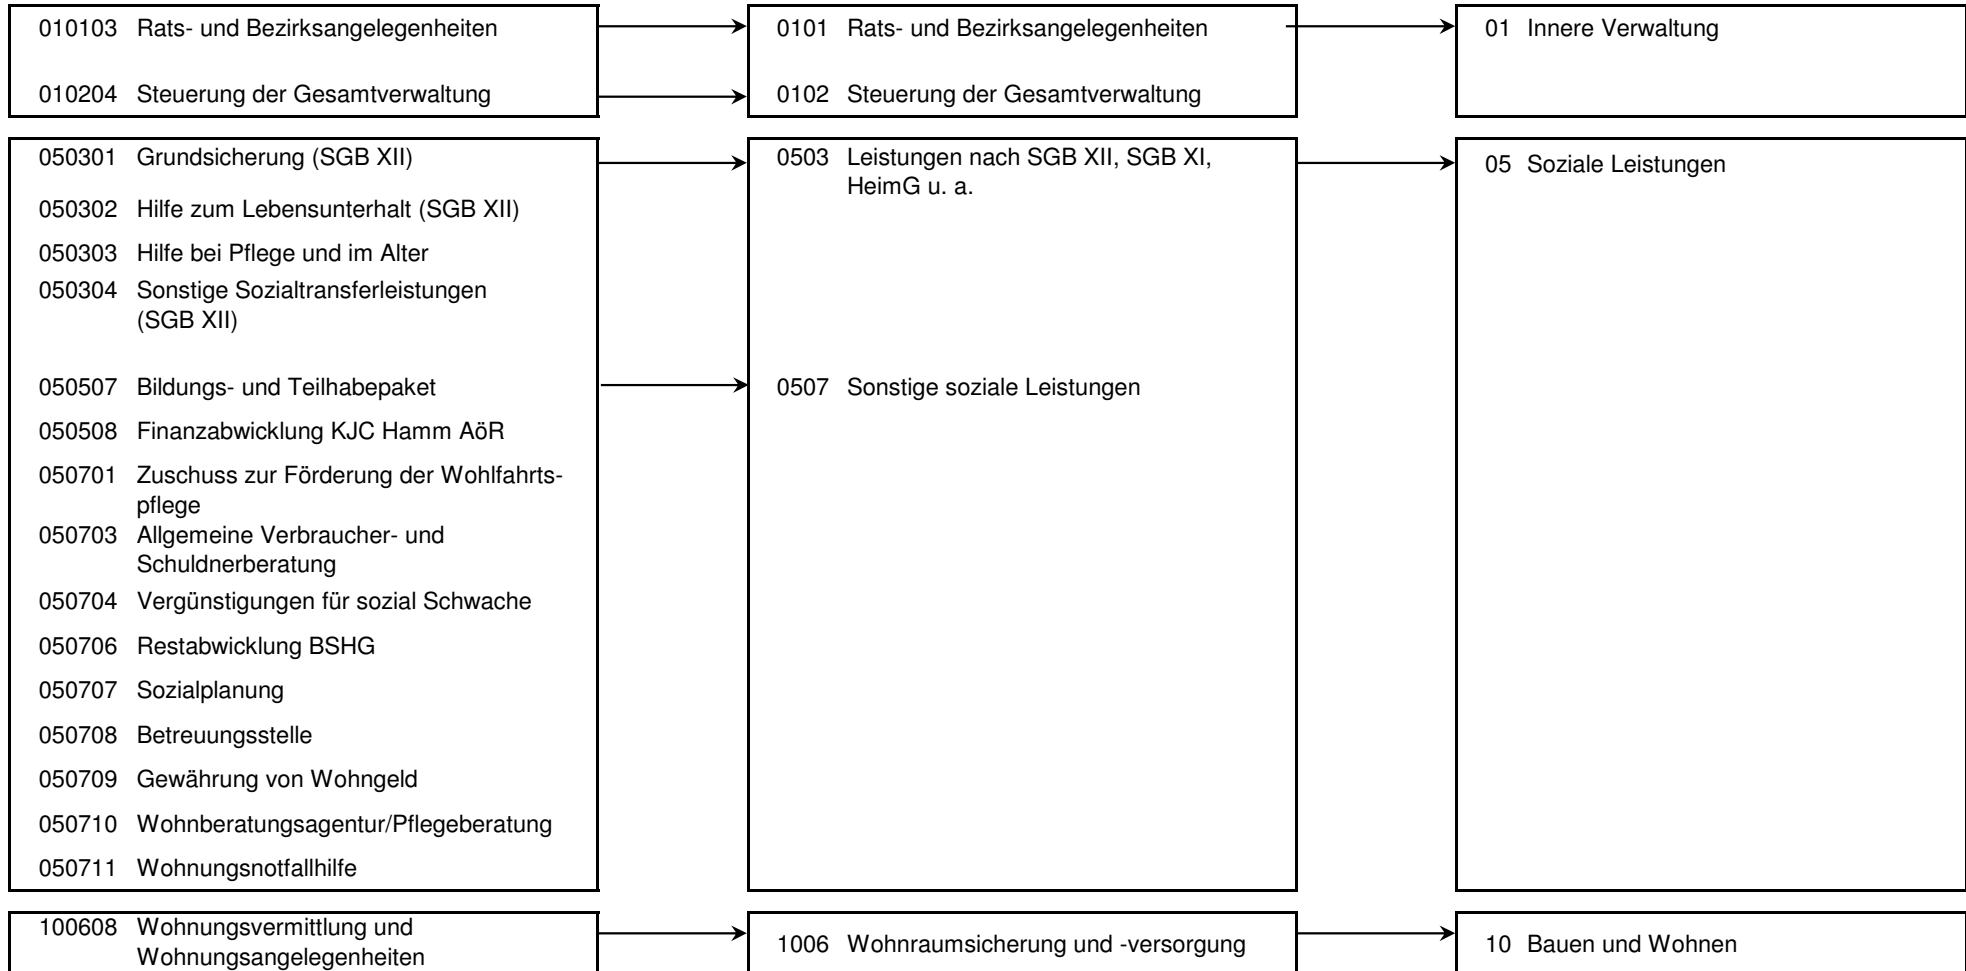 010103 Rats- und Bezirksangelegenheiten
0101 Rats- und Bezirksangelegenheiten
01 Innere Verwaltung
010204 Steuerung der Gesamtverwaltung
0102 Steuerung der Gesamtverwaltung
050301 Grundsicherung (SGB XII)
0503 Leistungen nach SGB XII, SGB XI,
HeimG u. a.
05 Soziale Leistungen
050302 Hilfe zum Lebensunterhalt (SGB XII)
050303 Hilfe bei Pflege und im Alter
050304 Sonstige Sozialtransferleistungen
(SGB XII)
050507 Bildungs- und Teilhabepaket
0507 Sonstige soziale Leistungen
050508 Finanzabwicklung KJC Hamm AöR
050701 Zuschuss zur Förderung der Wohlfahrts-
pflege
050703 Allgemeine Verbraucher- und
Schuldnerberatung
050704 Vergünstigungen für sozial Schwache
050706 Restabwicklung BSHG
050707 Sozialplanung
050708 Betreuungsstelle
050709 Gewährung von Wohngeld
050710 Wohnberatungsagentur/Pflegeberatung
050711 Wohnungsnotfallhilfe
100608 Wohnungsvermittlung und
Wohnungsangelegenheiten
1006 Wohnraumsicherung und -versorgung
10 Bauen und Wohnen